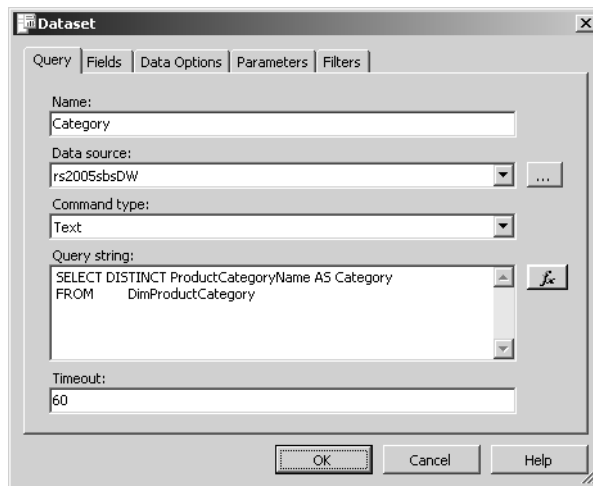 Dataset
Query Fields Data Options Parameters Filters
Name:
Category
Data source:
rs2005sbsDW
...
Command type:
Text
Query string:
SELECT DISTINCT ProductCategoryName AS Category
FROM DimProductCategory
fx
Timeout:
60
OK Cancel Help